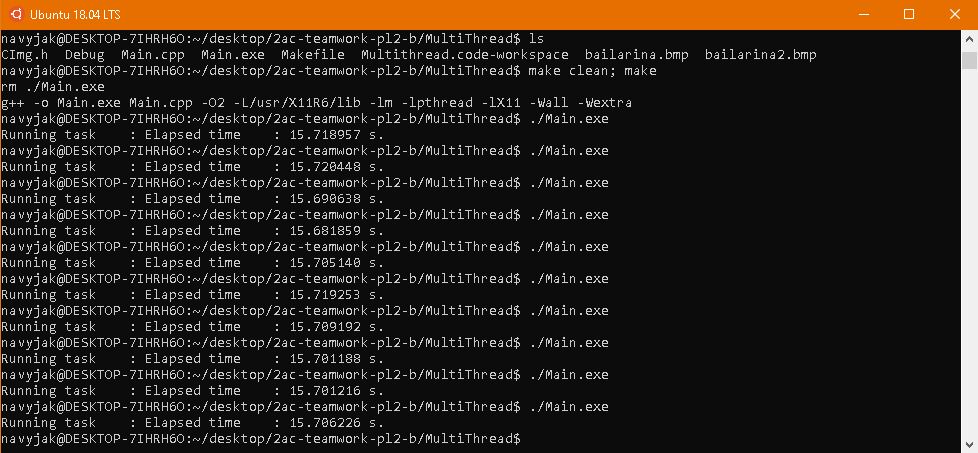 Ubuntu 18.04 LTS
navyjak@DESKTOP-7IHRH6O:~/desktop/2ac-teamwork-pl2-b/MultiThread$ ls
CImg.h  Debug  Main.cpp  Main.exe  Makefile  Multithread.code-workspace  bailarina.bmp  bailarina2.bmp
navyjak@DESKTOP-7IHRH6O:~/desktop/2ac-teamwork-pl2-b/MultiThread$ make clean; make
rm ./Main.exe
g++ -o Main.exe Main.cpp -O2 -L/usr/X11R6/lib -lm -lpthread -lX11 -Wall -Wextra
navyjak@DESKTOP-7IHRH6O:~/desktop/2ac-teamwork-pl2-b/MultiThread$ ./Main.exe
Running task    : Elapsed time    : 15.718957 s.
navyjak@DESKTOP-7IHRH6O:~/desktop/2ac-teamwork-pl2-b/MultiThread$ ./Main.exe
Running task    : Elapsed time    : 15.720448 s.
navyjak@DESKTOP-7IHRH6O:~/desktop/2ac-teamwork-pl2-b/MultiThread$ ./Main.exe
Running task    : Elapsed time    : 15.690638 s.
navyjak@DESKTOP-7IHRH6O:~/desktop/2ac-teamwork-pl2-b/MultiThread$ ./Main.exe
Running task    : Elapsed time    : 15.681859 s.
navyjak@DESKTOP-7IHRH6O:~/desktop/2ac-teamwork-pl2-b/MultiThread$ ./Main.exe
Running task    : Elapsed time    : 15.705140 s.
navyjak@DESKTOP-7IHRH6O:~/desktop/2ac-teamwork-pl2-b/MultiThread$ ./Main.exe
Running task    : Elapsed time    : 15.719253 s.
navyjak@DESKTOP-7IHRH6O:~/desktop/2ac-teamwork-pl2-b/MultiThread$ ./Main.exe
Running task    : Elapsed time    : 15.709192 s.
navyjak@DESKTOP-7IHRH6O:~/desktop/2ac-teamwork-pl2-b/MultiThread$ ./Main.exe
Running task    : Elapsed time    : 15.701188 s.
navyjak@DESKTOP-7IHRH6O:~/desktop/2ac-teamwork-pl2-b/MultiThread$ ./Main.exe
Running task    : Elapsed time    : 15.701216 s.
navyjak@DESKTOP-7IHRH6O:~/desktop/2ac-teamwork-pl2-b/MultiThread$ ./Main.exe
Running task    : Elapsed time    : 15.706226 s.
navyjak@DESKTOP-7IHRH6O:~/desktop/2ac-teamwork-pl2-b/MultiThread$